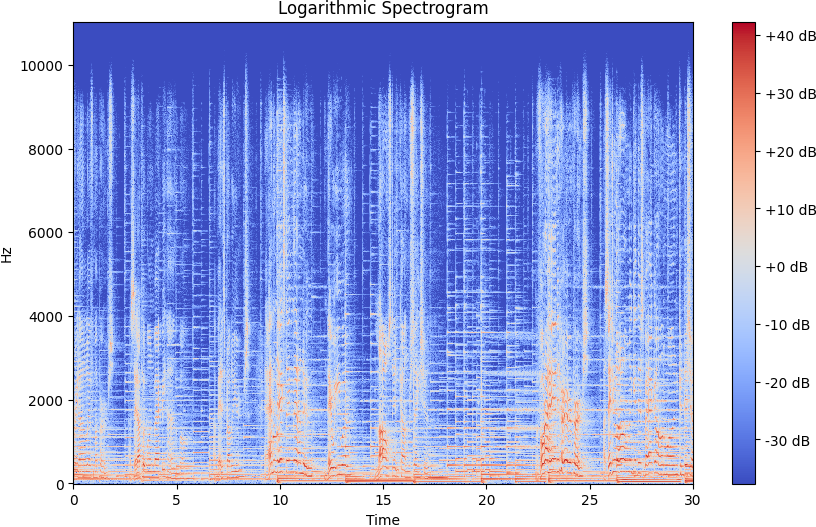 Logarithmic Spectrogram
Hz
10000
8000
6000
4000
2000
0
0 5 10 15 20 25 30
Time
+40 dB
+30 dB
+20 dB
+10 dB
+0 dB
-10 dB
-20 dB
-30 dB